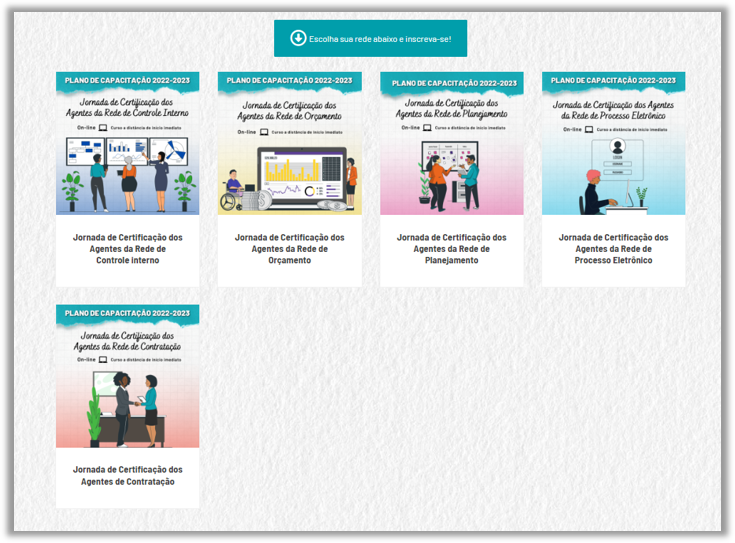 Escolha sua rede abaixo e inscreva-se!
PLANO DE CAPACITAÇÃO 2022-2023
Jornada de Certificação dos
Agentes da Rede de Controle Interno
On-line Curso a distância de início imediato
Jornada de Certificação dos
Agentes da Rede de
Controle interno
PLANO DE CAPACITAÇÃO 2022-2023
Jornada de Certificação dos
Agentes da Rede de Orçamento
On-line Curso a distância de início imediato
Jornada de Certificação dos
Agentes da Rede de
Orçamento
PLANO DE CAPACITAÇÃO 2022-2023
Jornada de Certificação dos
Agentes da Rede de Planejamento
On-line Curso a distância de início imediato
Jornada de Certificação dos
Agentes da Rede de
Planejamento
PLANO DE CAPACITAÇÃO 2022-2023
Jornada de Certificação dos Agentes
da Rede de Processo Eletrônico
On-line Curso a distância de início imediato
LOGIN
Jornada de Certificação dos
Agentes da Rede de
Processo Eletrônico
PLANO DE CAPACITAÇÃO 2022-2023
Jornada de Certificação dos
Agentes da Rede de Contratação
On-line Curso a distância de início imediato
Jornada de Certificação dos
Agentes de Contratação